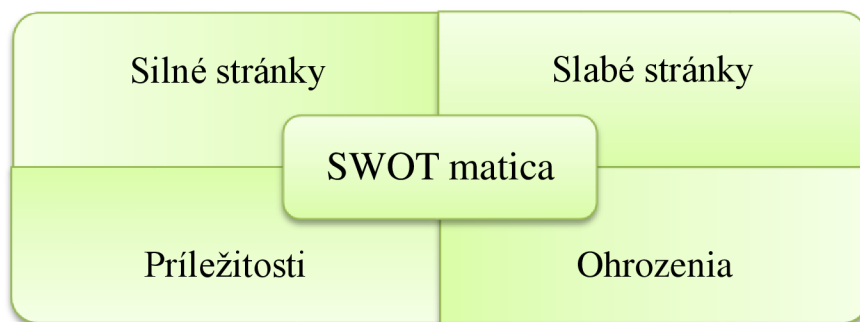 Silné stránky
Slabé stránky
SWOT matica
Príležitosti
Ohrozenia